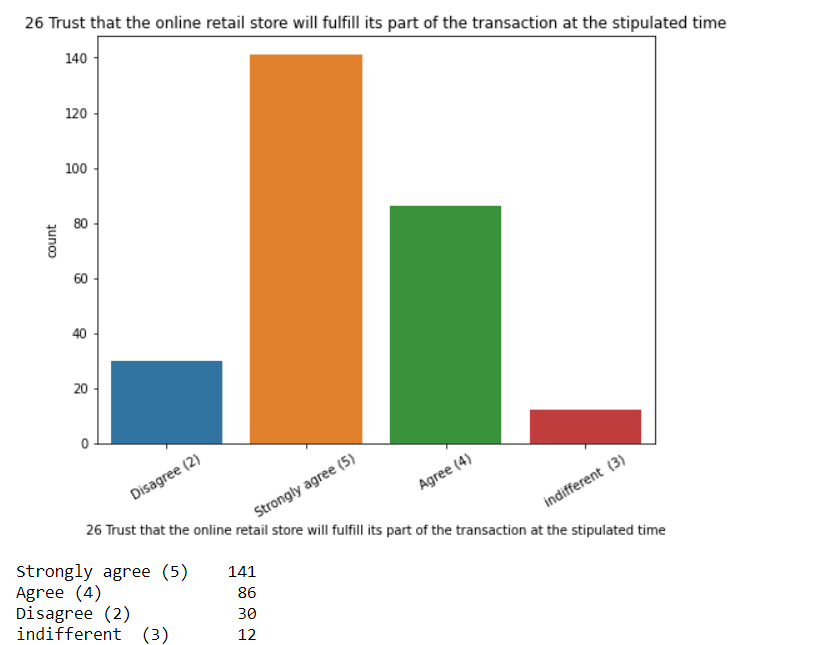 26 Trust that the online retail store will fulfill its part of the transaction at the stipulated time
140
120
100
80
60
40
20
0
count
Disagree (2)
Strongly agree (5)
Agree (4)
indifferent  (3)
26 Trust that the online retail store will fulfill its part of the transaction at the stipulated time
Strongly agree (5)    141
Agree (4)              86
Disagree (2)           30
indifferent  (3)       12